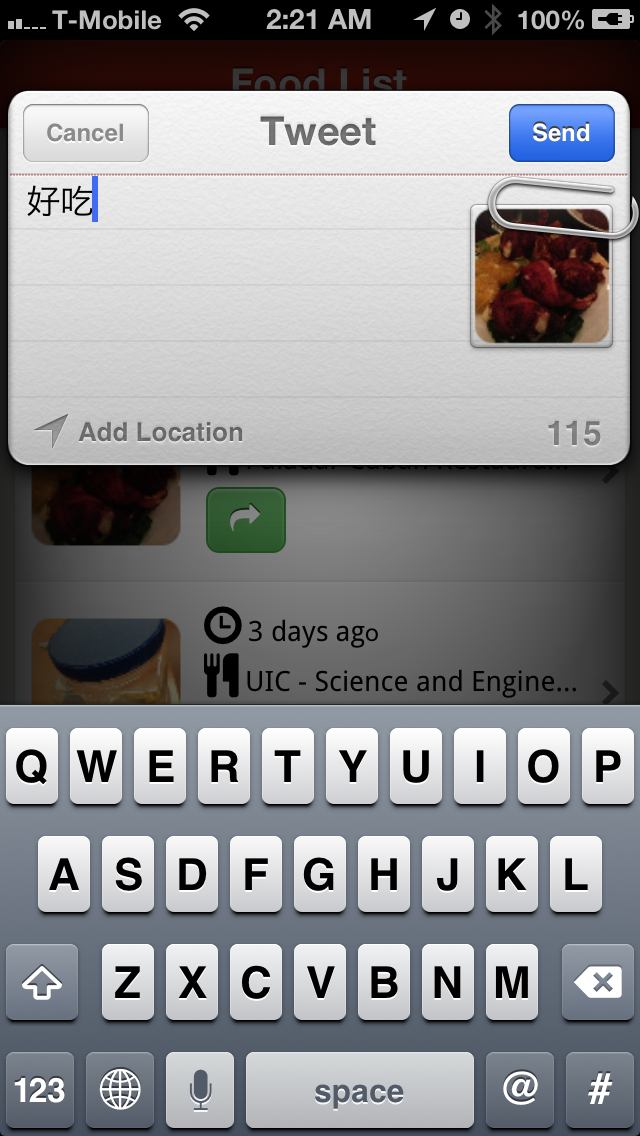 T-Mobile 2:21 AM 100%
Food List
Cancel Tweet Send
好吃
Add Location 115
3 days ago
UIC - Science and Engine...
Q W E R T Y U I O P
A S D F G H J K L
Z X C V B N M
123 space @ #